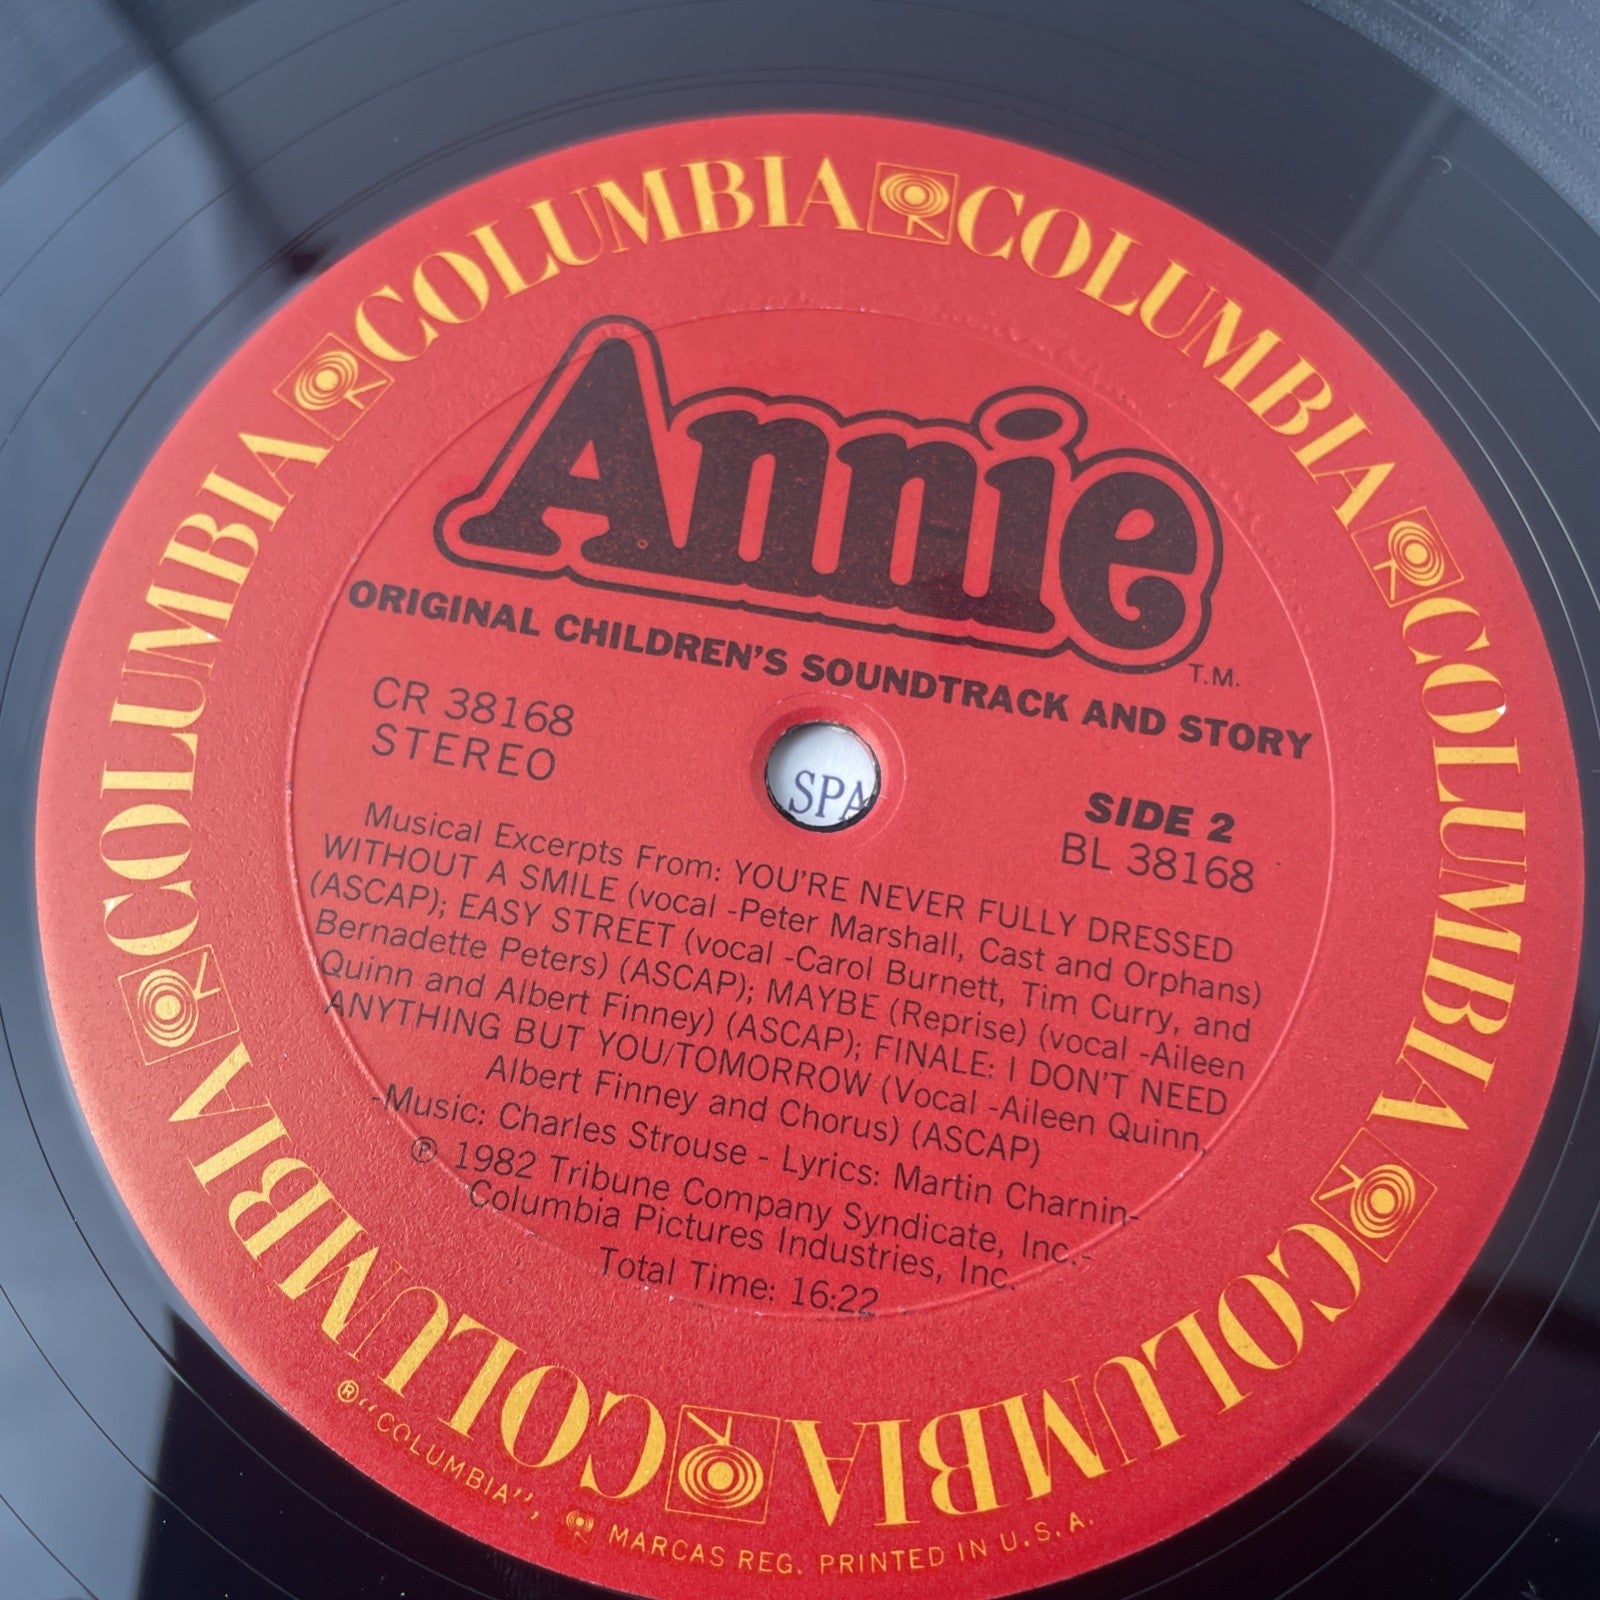 COLUMBIA COLUMBIA COLUMBIA COLUMBIA COLUMBIA COLUMBIA
Annie
T.M.
ORIGINAL CHILDREN'S SOUNDTRACK AND STORY
CR 38168
STEREO
SPA
SIDE 2
BL 38168
Musical Excerpts From: YOU'RE NEVER FULLY DRESSED
WITHOUT A SMILE (vocal -Peter Marshall, Cast and Orphans)
(ASCAP); EASY STREET (vocal -Carol Burnett, Tim Curry, and
Bernadette Peters) (ASCAP); MAYBE (Reprise) (vocal -Aileen
Quinn and Albert Finney) (ASCAP); FINALE: I DON'T NEED
ANYTHING BUT YOU/TOMORROW (Vocal -Aileen Quinn,
Albert Finney and Chorus) (ASCAP)
-Music: Charles Strouse - Lyrics: Martin Charnin-
℗ 1982 Tribune Company Syndicate, Inc.-
Columbia Pictures Industries, Inc.
Total Time: 16:22
® "COLUMBIA", MARCAS REG. PRINTED IN U.S.A.